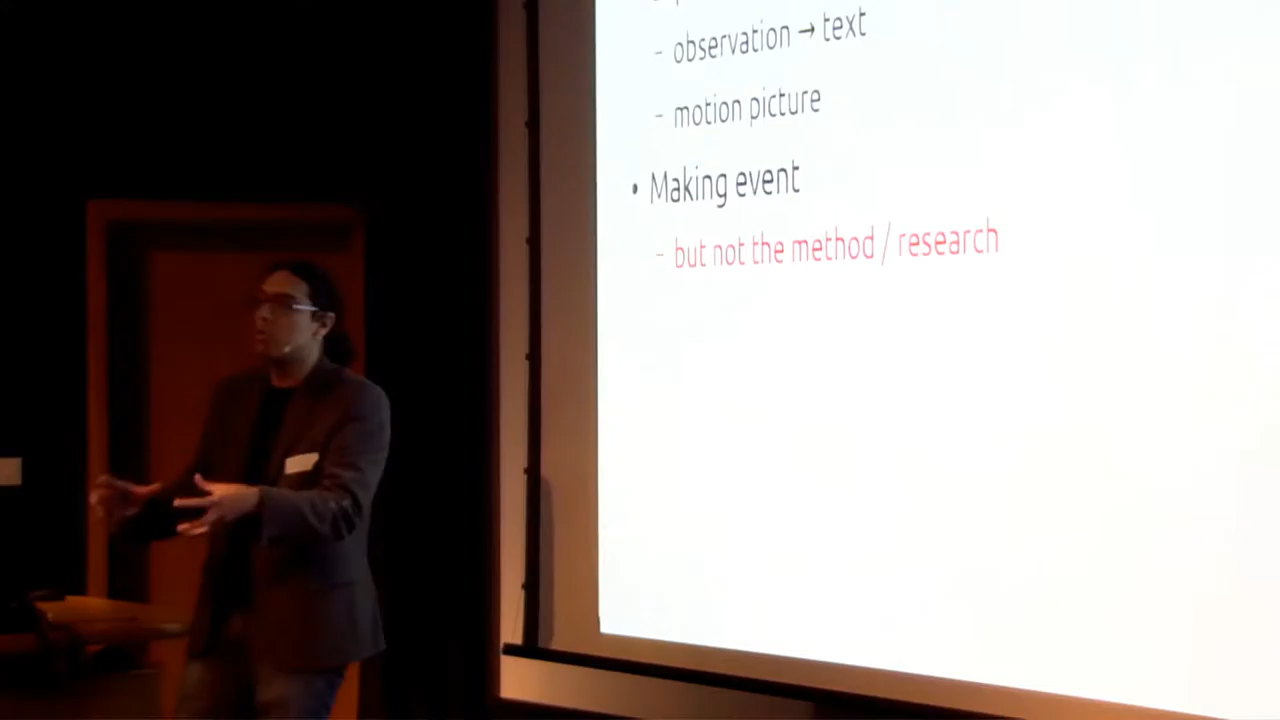 – observation → text
– motion picture
• Making event
– but not the method / research